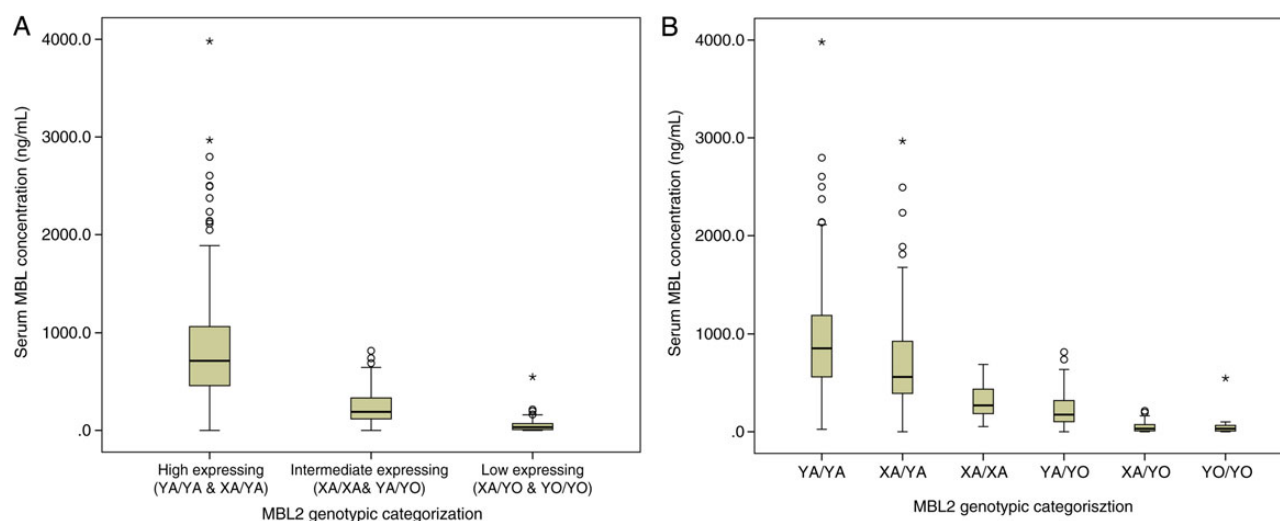 A
Serum MBL concentration (ng/mL)
4000.0
3000.0
2000.0
1000.0
.0
High expressing
(YA/YA & XA/YA)
Intermediate expressing
(XA/XA& YA/YO)
Low expressing
(XA/YO & YO/YO)
MBL2 genotypic categorization
B
Serum MBL concentration (ng/mL)
4000.0
3000.0
2000.0
1000.0
.0
YA/YA XA/YA XA/XA YA/YO XA/YO YO/YO
MBL2 genotypic categorisztion